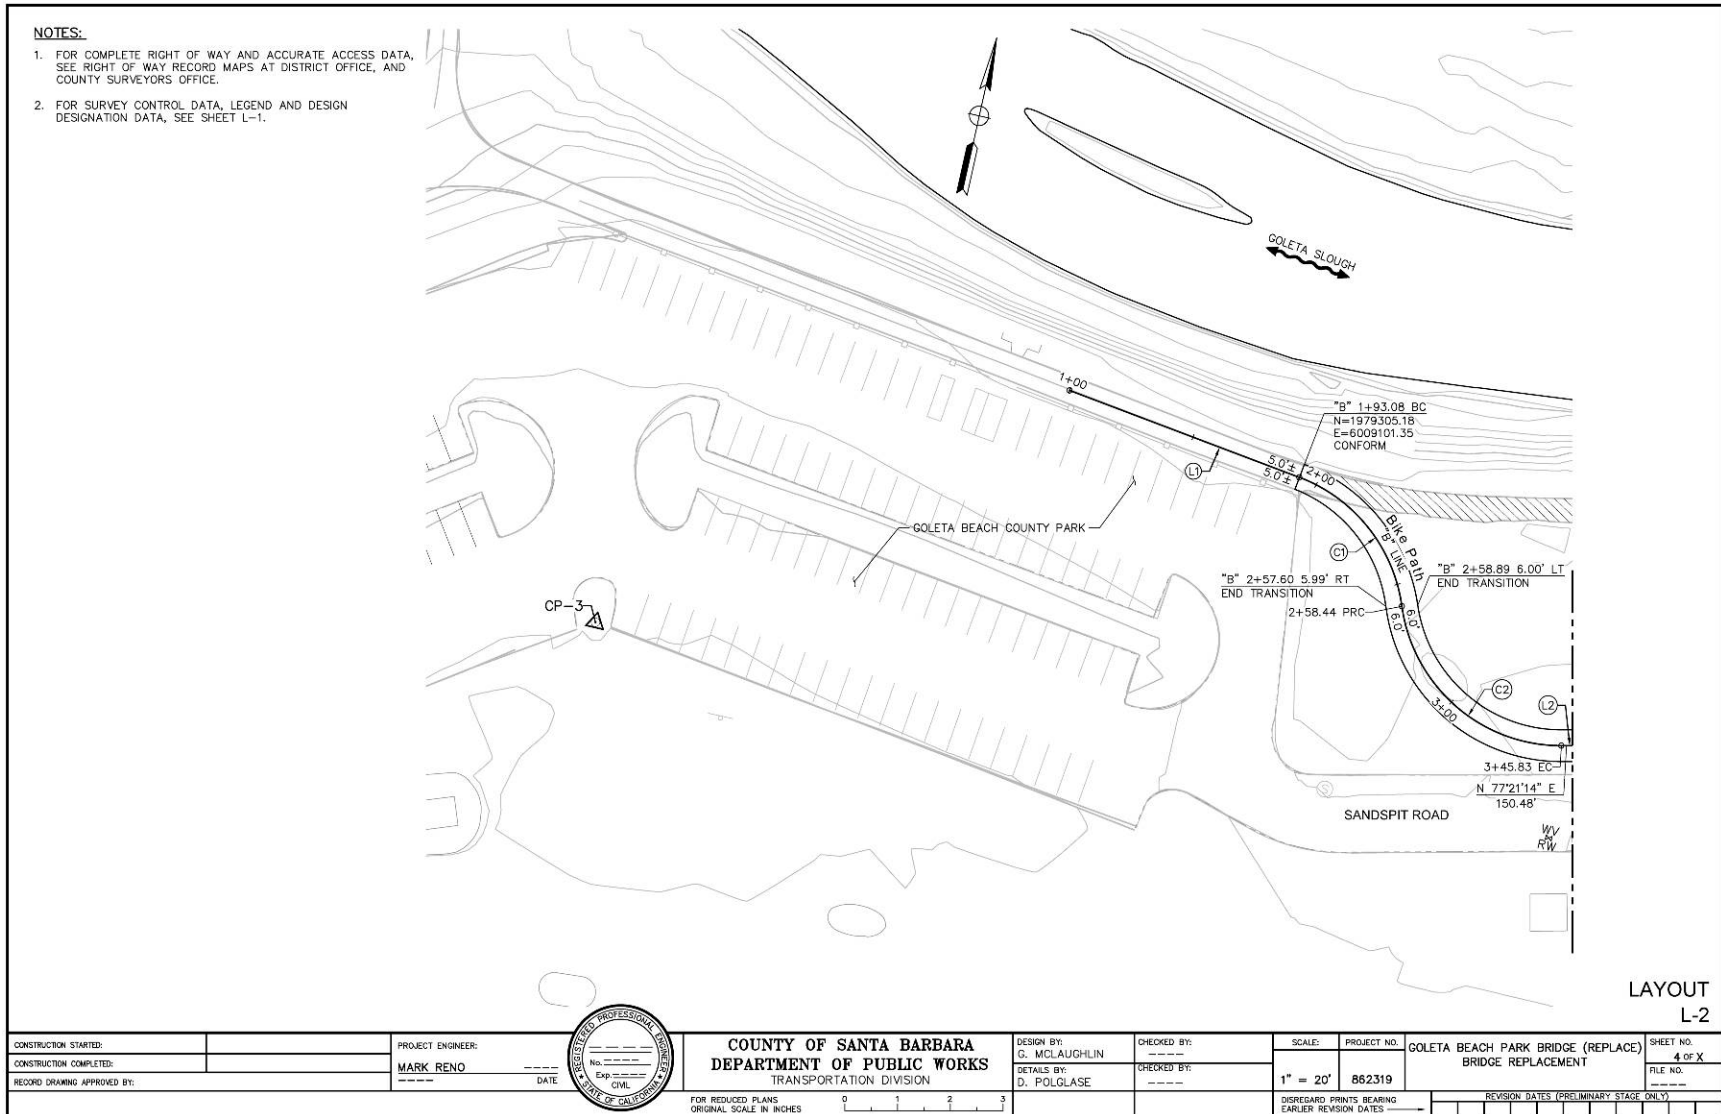 NOTES:
1. FOR COMPLETE RIGHT OF WAY AND ACCURATE ACCESS DATA,
SEE RIGHT OF WAY RECORD MAPS AT DISTRICT OFFICE, AND
COUNTY SURVEYORS OFFICE.
2. FOR SURVEY CONTROL DATA, LEGEND AND DESIGN
DESIGNATION DATA, SEE SHEET L-1.
GOLETA SLOUGH
1+00
"B" 1+93.08 BC
N=1979305.18
E=6009101.35
CONFORM
L1
5.0'±
5.0'±
2+00
GOLETA BEACH COUNTY PARK
Bike Path
"B" LINE
C1
"B" 2+57.60 5.99' RT
END TRANSITION
"B" 2+58.89 6.00' LT
END TRANSITION
2+58.44 PRC
6.0'
6.0'
CP-3
C2
L2
3+00
3+45.83 EC
N 77°21'14" E
150.48'
S
SANDSPIT ROAD
WV
RW
LAYOUT
L-2
CONSTRUCTION STARTED:
CONSTRUCTION COMPLETED:
RECORD DRAWING APPROVED BY:
PROJECT ENGINEER:
MARK RENO ----
---- DATE
REGISTERED PROFESSIONAL ENGINEER
No. ----
Exp. ----
CIVIL
STATE OF CALIFORNIA
COUNTY OF SANTA BARBARA
DEPARTMENT OF PUBLIC WORKS
TRANSPORTATION DIVISION
FOR REDUCED PLANS
ORIGINAL SCALE IN INCHES
0 1 2 3
DESIGN BY:
G. MCLAUGHLIN
CHECKED BY:
----
DETAILS BY:
D. POLGLASE
CHECKED BY:
----
SCALE:
1" = 20'
PROJECT NO.
862319
GOLETA BEACH PARK BRIDGE (REPLACE)
BRIDGE REPLACEMENT
SHEET NO.
4 OF X
FILE NO.
----
DISREGARD PRINTS BEARING
EARLIER REVISION DATES
REVISION DATES (PRELIMINARY STAGE ONLY)